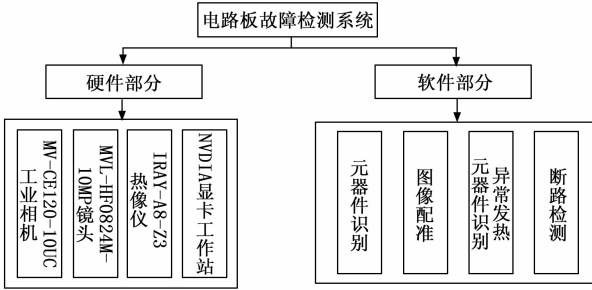 电路板故障检测系统
硬件部分
软件部分
MV-CE120-10UC
工业相机
MVL-HF0824M-
10MP镜头
IRAY-A8-Z3
热像仪
NVDIA显卡工作站
元器件识别
图像配准
异常发热
元器件识别
断路检测